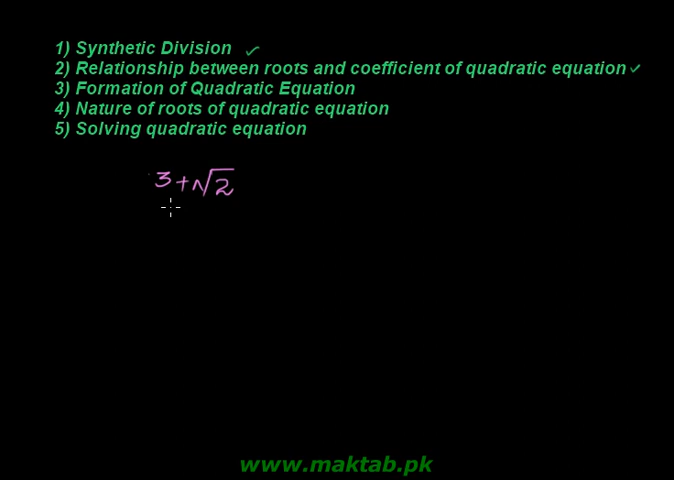 1) Synthetic Division ✓
2) Relationship between roots and coefficient of quadratic equation ✓
3) Formation of Quadratic Equation
4) Nature of roots of quadratic equation
5) Solving quadratic equation
3+√2
www.maktab.pk